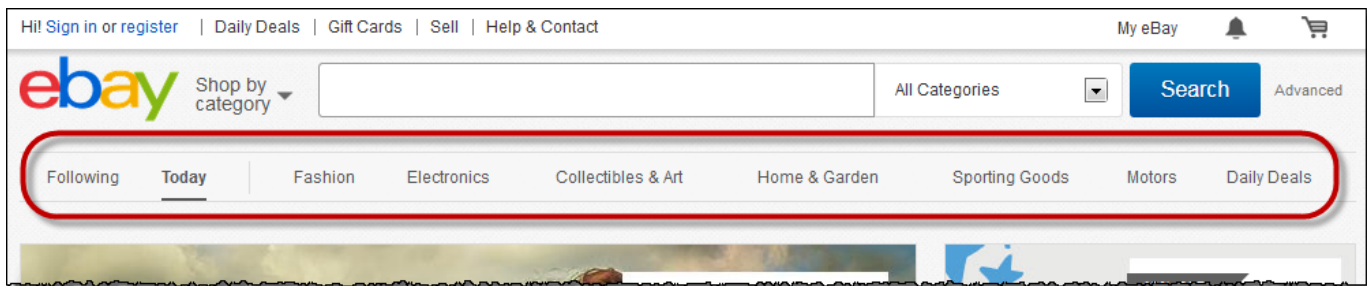 Hi! Sign in or register | Daily Deals | Gift Cards | Sell | Help & Contact My eBay
ebay Shop by category All Categories Search Advanced
Following Today Fashion Electronics Collectibles & Art Home & Garden Sporting Goods Motors Daily Deals